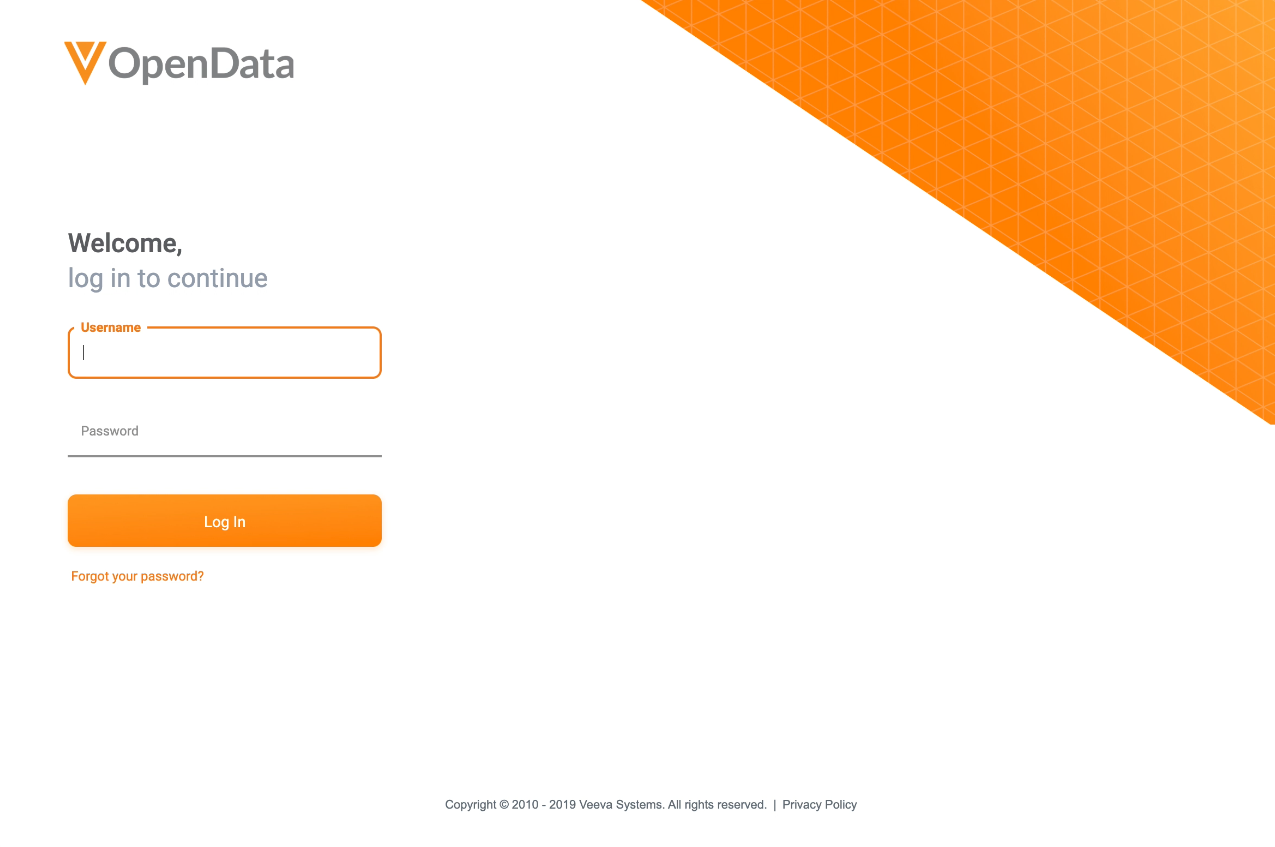 OpenData
Welcome,
log in to continue
Username
Password
Log In
Forgot your password?
Copyright © 2010 - 2019 Veeva Systems. All rights reserved. | Privacy Policy